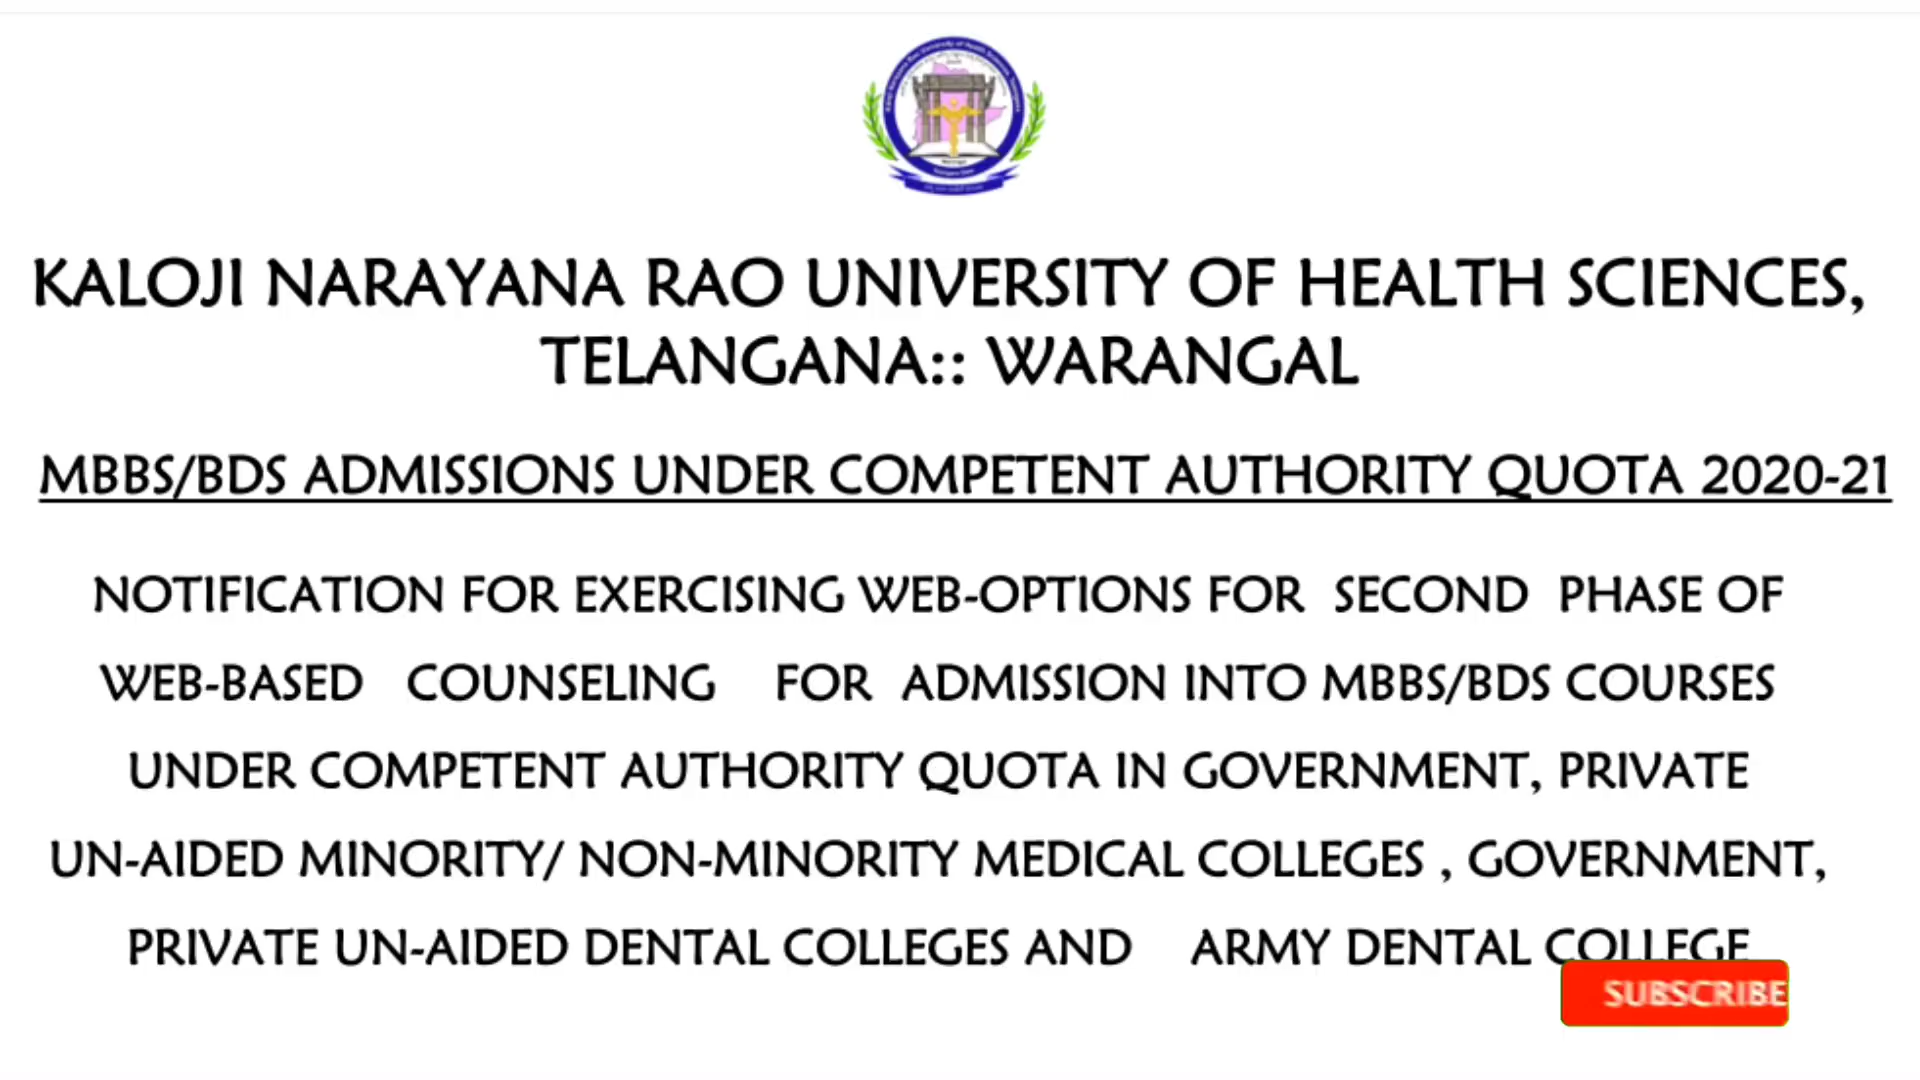 KALOJI NARAYANA RAO UNIVERSITY OF HEALTH SCIENCES,
TELANGANA:: WARANGAL
MBBS/BDS ADMISSIONS UNDER COMPETENT AUTHORITY QUOTA 2020-21
NOTIFICATION FOR EXERCISING WEB-OPTIONS FOR SECOND PHASE OF
WEB-BASED COUNSELING FOR ADMISSION INTO MBBS/BDS COURSES
UNDER COMPETENT AUTHORITY QUOTA IN GOVERNMENT, PRIVATE
UN-AIDED MINORITY/ NON-MINORITY MEDICAL COLLEGES , GOVERNMENT,
PRIVATE UN-AIDED DENTAL COLLEGES AND ARMY DENTAL COLLEGE
SUBSCRIBE